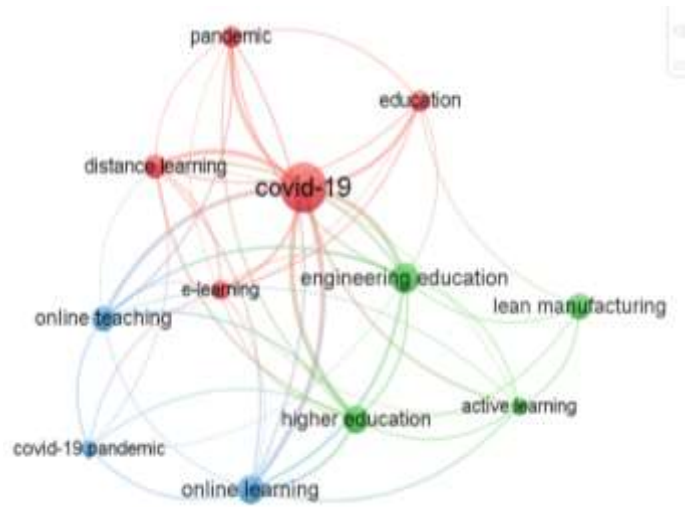 pandemic
education
distance learning
covid-19
engineering education
e-learning
lean manufacturing
online teaching
active learning
higher education
covid-19 pandemic
online learning